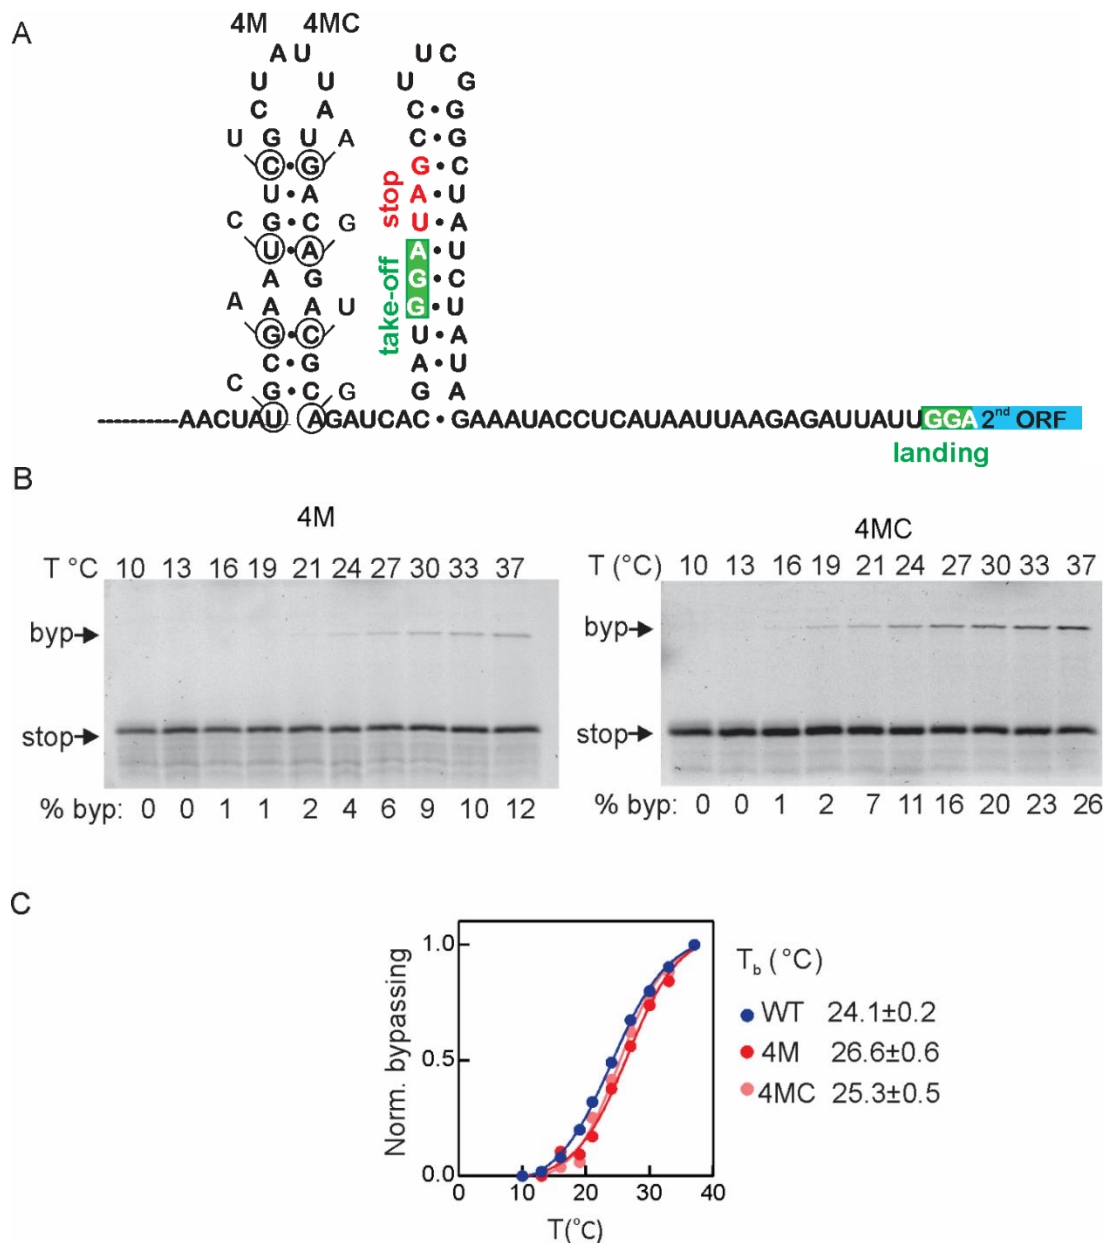 A
4M 4MC
A U
U U
C A
U G U A
C • G
U • A
C G • C G
U • A
A G
A A A U
G • C
C • G
C G C G
U C
U G
C • G
C • G
G • C
A • U
U • A
A • U
G • C
G • U
U • A
A • U
G • A
stop
take-off
AACUAU AGAUCAC • GAAAUACCUCAUAAUUAAGAGAUUAUUGGA 2nd ORF
landing
B
4M
T °C 10 13 16 19 21 24 27 30 33 37
byp
stop
% byp: 0 0 1 1 2 4 6 9 10 12
4MC
T (°C) 10 13 16 19 21 24 27 30 33 37
byp
stop
% byp: 0 0 1 2 7 11 16 20 23 26
C
Norm. bypassing
1.0
0.5
0.0
0 10 20 30 40
T(°C)
Tb (°C)
WT 24.1±0.2
4M 26.6±0.6
4MC 25.3±0.5